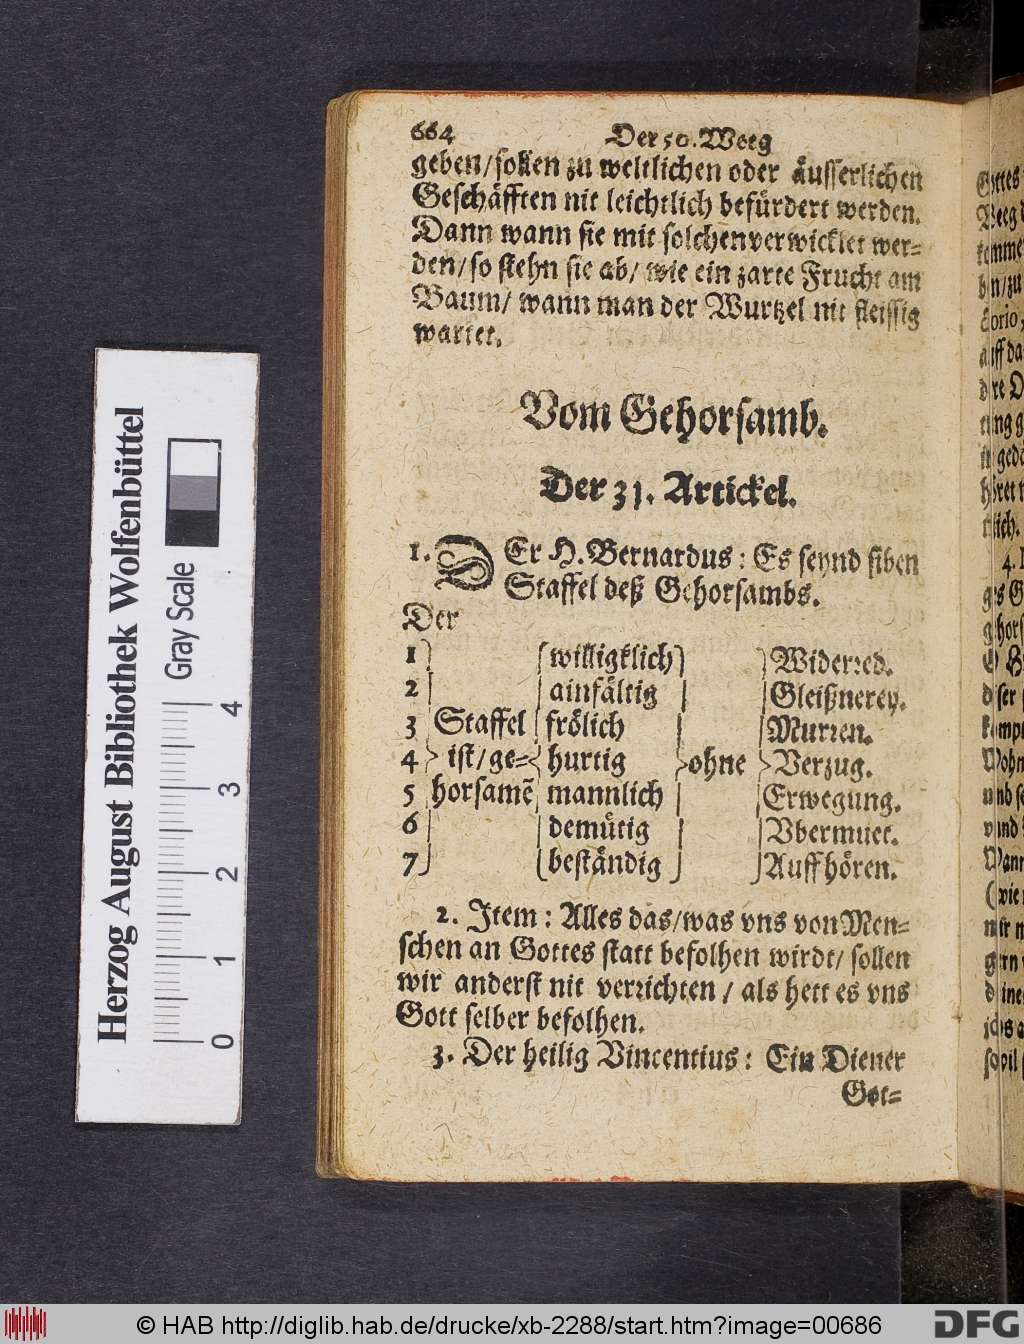 664 Der 50. Weeg
geben/sollen zu weltlichen oder äusserlichen
Geschäfften nit leichtlich befürdert werden.
Dann wann sie mit solchen verwicklet wer=
den/so stehn sie ab/ wie ein zarte Frucht am
Baum/ wann man der Wurtzel nit fleissig
wartet.
Vom Gehorsamb.
Der 31. Artickel.
1. DEr H. Bernardus: Es seynd siben
Staffel deß Gehorsambs.
Der
1 willigklich Widerred.
2 ainfältig Gleißnerey.
3 Staffel frölich Murren.
4 ist/ge= hurtig ohne Verzug.
5 horsamẽ mannlich Erwegung.
6 demütig Vbermuet.
7 beständig Auffhören.
2. Item: Alles das/was vns von Men=
schen an Gottes statt befolhen wirdt/ sollen
wir anderst nit verrichten/ als hett es vns
Gott selber befolhen.
3. Der heilig Vincentius: Ein Diener
Got=
Herzog August Bibliothek Wolfenbüttel
Gray Scale
0 1 2 3 4
© HAB http://diglib.hab.de/drucke/xb-2288/start.htm?image=00686
DFG